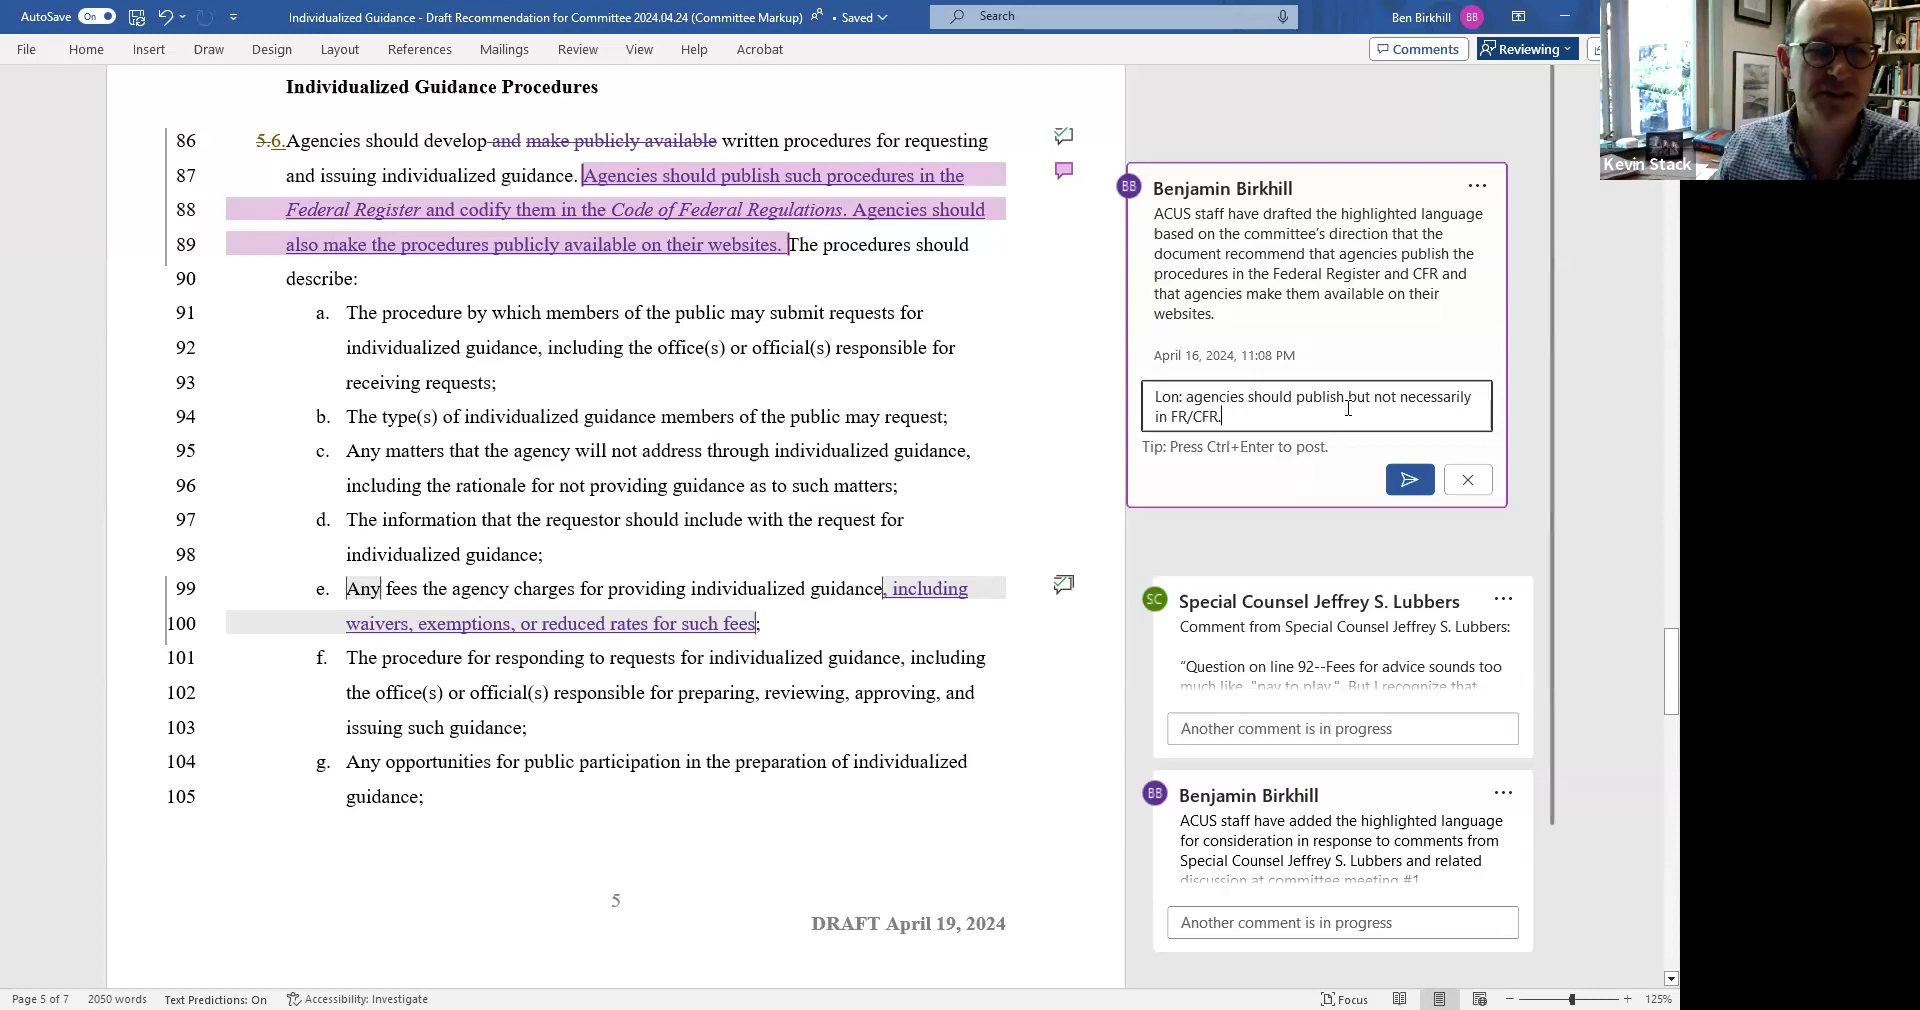 AutoSave On Individualized Guidance - Draft Recommendation for Committee 2024.04.24 (Committee Markup) • Saved Search Ben Birkhill BB
File Home Insert Draw Design Layout References Mailings Review View Help Acrobat Comments Reviewing
Kevin Stack
Individualized Guidance Procedures
86 5.6.Agencies should develop and make publicly available written procedures for requesting
87 and issuing individualized guidance. Agencies should publish such procedures in the
88 Federal Register and codify them in the Code of Federal Regulations. Agencies should
89 also make the procedures publicly available on their websites. The procedures should
90 describe:
91 a. The procedure by which members of the public may submit requests for
92 individualized guidance, including the office(s) or official(s) responsible for
93 receiving requests;
94 b. The type(s) of individualized guidance members of the public may request;
95 c. Any matters that the agency will not address through individualized guidance,
96 including the rationale for not providing guidance as to such matters;
97 d. The information that the requestor should include with the request for
98 individualized guidance;
99 e. Any fees the agency charges for providing individualized guidance, including
100 waivers, exemptions, or reduced rates for such fees;
101 f. The procedure for responding to requests for individualized guidance, including
102 the office(s) or official(s) responsible for preparing, reviewing, approving, and
103 issuing such guidance;
104 g. Any opportunities for public participation in the preparation of individualized
105 guidance;
5
DRAFT April 19, 2024
BB Benjamin Birkhill
ACUS staff have drafted the highlighted language
based on the committee's direction that the
document recommend that agencies publish the
procedures in the Federal Register and CFR and
that agencies make them available on their
websites.
April 16, 2024, 11:08 PM
Lon: agencies should publish but not necessarily
in FR/CFR.
Tip: Press Ctrl+Enter to post.
SC Special Counsel Jeffrey S. Lubbers
Comment from Special Counsel Jeffrey S. Lubbers:
"Question on line 92--Fees for advice sounds too
much like "pay to play." But I recognize that
Another comment is in progress
BB Benjamin Birkhill
ACUS staff have added the highlighted language
for consideration in response to comments from
Special Counsel Jeffrey S. Lubbers and related
discussion at committee meeting #1
Another comment is in progress
Page 5 of 7 2050 words Text Predictions: On Accessibility: Investigate Focus 125%